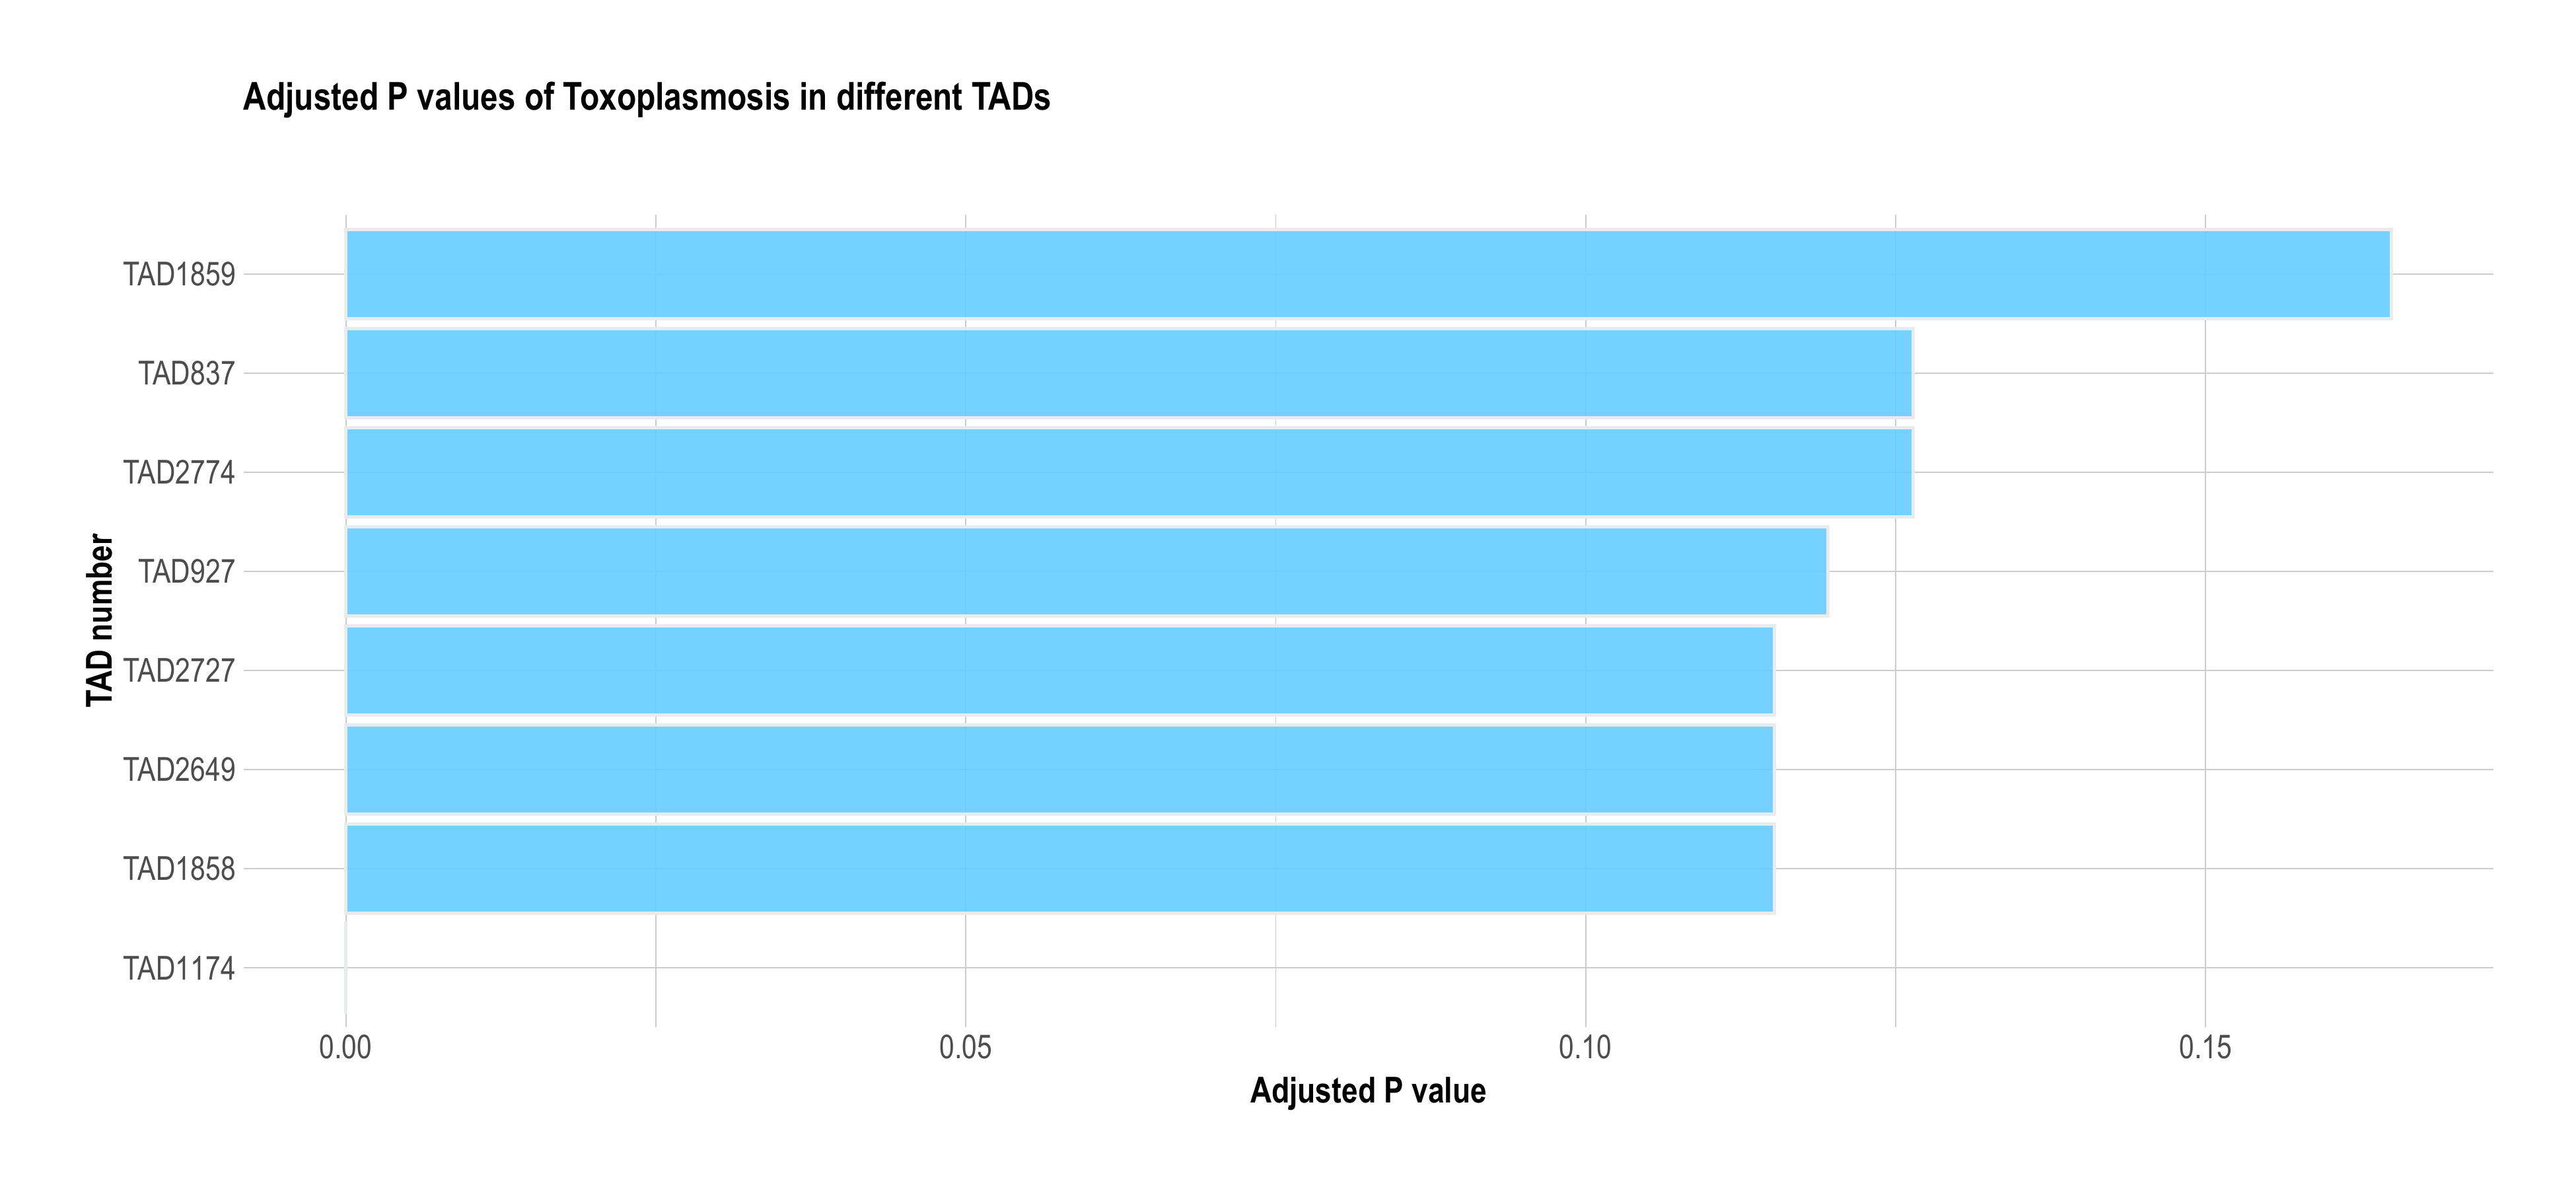 Adjusted P values of Toxoplasmosis in different TADs
TAD number
TAD1859
TAD837
TAD2774
TAD927
TAD2727
TAD2649
TAD1858
TAD1174
0.00 0.05 0.10 0.15
Adjusted P value